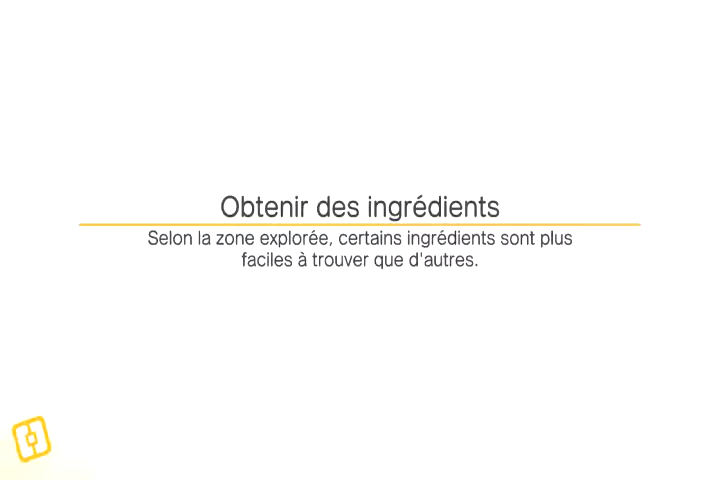 Obtenir des ingrédients
Selon la zone explorée, certains ingrédients sont plus
faciles à trouver que d'autres.